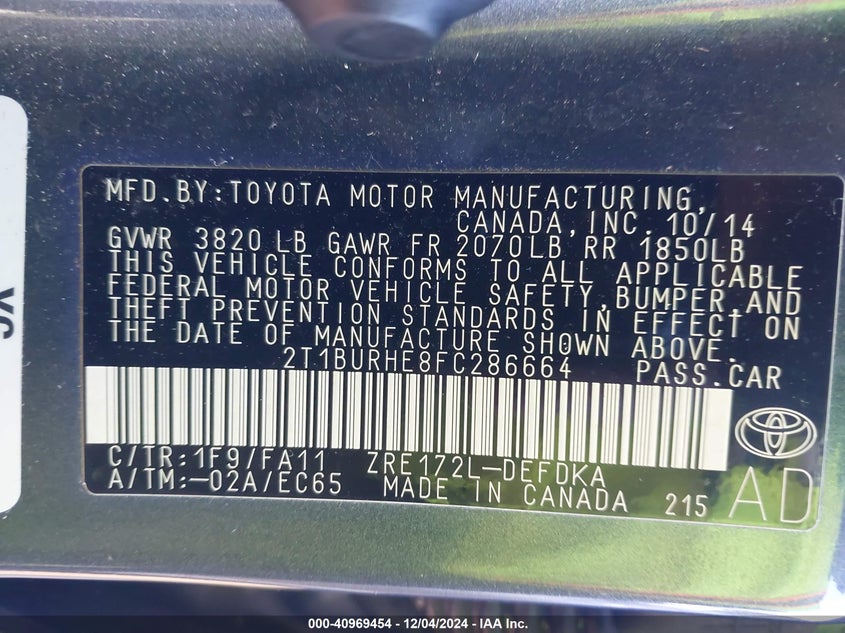 MFD.BY:TOYOTA MOTOR MANUFACTURING,
CANADA,INC. 10/14
GVWR 3820 LB GAWR FR 2070LB RR 1850LB
THIS VEHICLE CONFORMS TO ALL APPLICABLE
FEDERAL MOTOR VEHICLE SAFETY,BUMPER,AND
THEFT PREVENTION STANDARDS IN EFFECT ON
THE DATE OF MANUFACTURE SHOWN ABOVE.
2T1BURHE8FC286664 PASS.CAR
C/TR:1F9/FA11 ZRE172L-DEFDKA
A/TM:-02A/EC65 MADE IN CANADA 215
AD
000-40969454 - 12/04/2024 - IAA Inc.